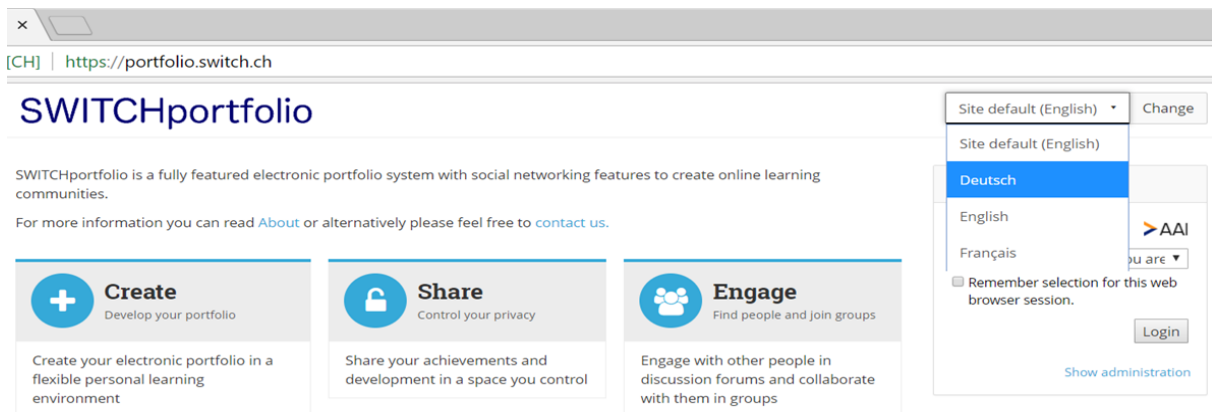 ×
[CH] | https://portfolio.switch.ch
SWITCHportfolio
Site default (English)
Change
Site default (English)
Deutsch
English
Français
SWITCHportfolio is a fully featured electronic portfolio system with social networking features to create online learning
communities.
For more information you can read About or alternatively please feel free to contact us.
Create
Develop your portfolio
Create your electronic portfolio in a
flexible personal learning
environment
Share
Control your privacy
Share your achievements and
development in a space you control
Engage
Find people and join groups
Engage with other people in
discussion forums and collaborate
with them in groups
AAI
ou are
Remember selection for this web
browser session.
Login
Show administration